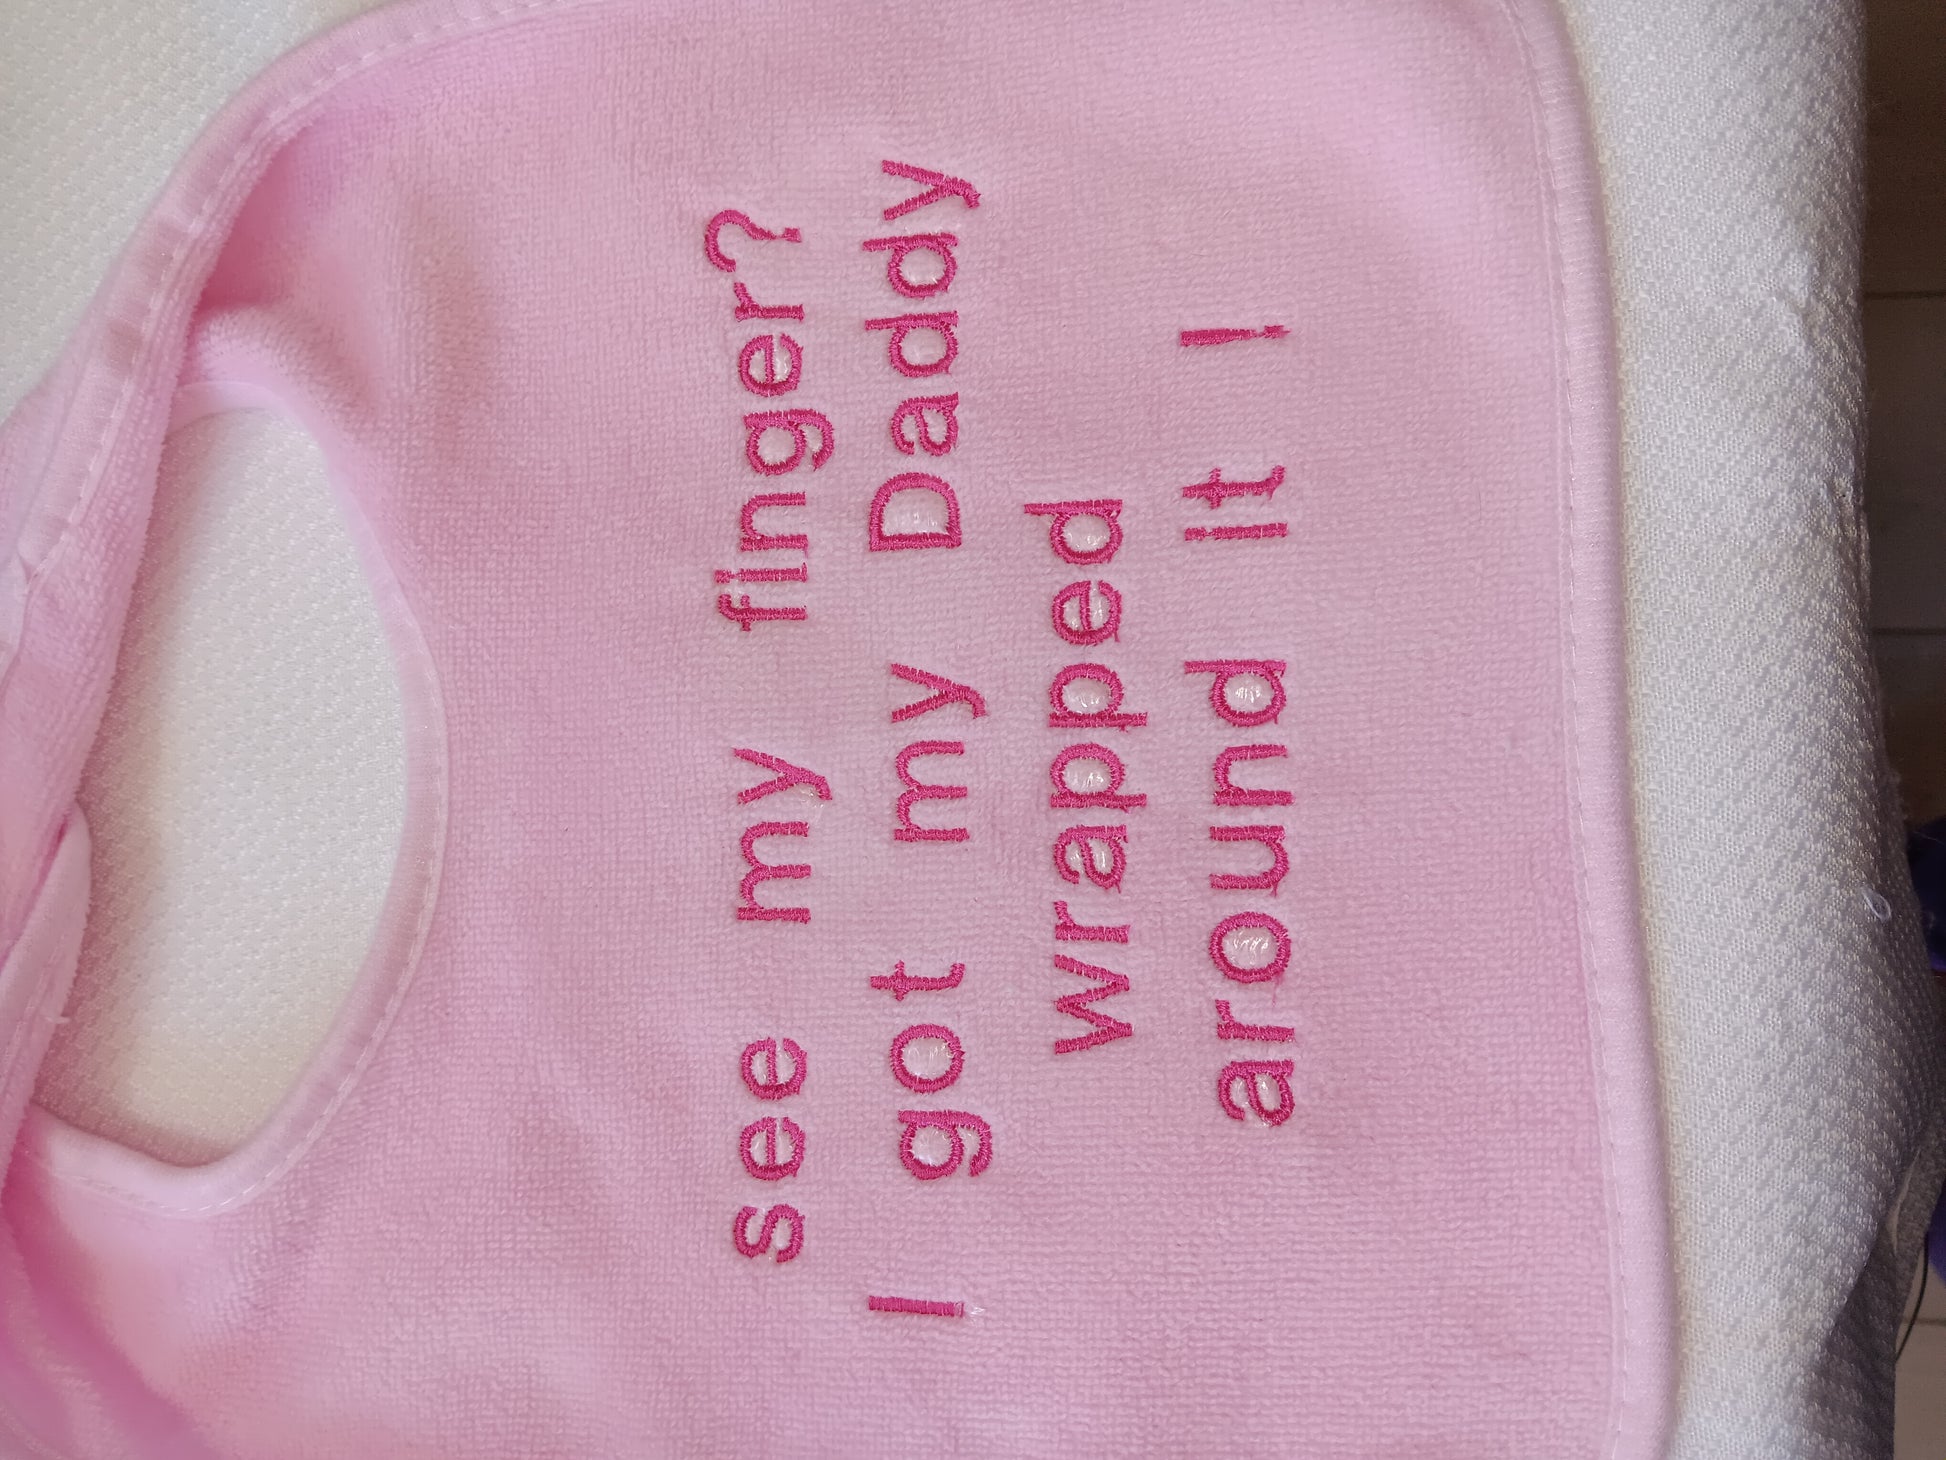 see my finger?
I got my Daddy
wrapped
around it !